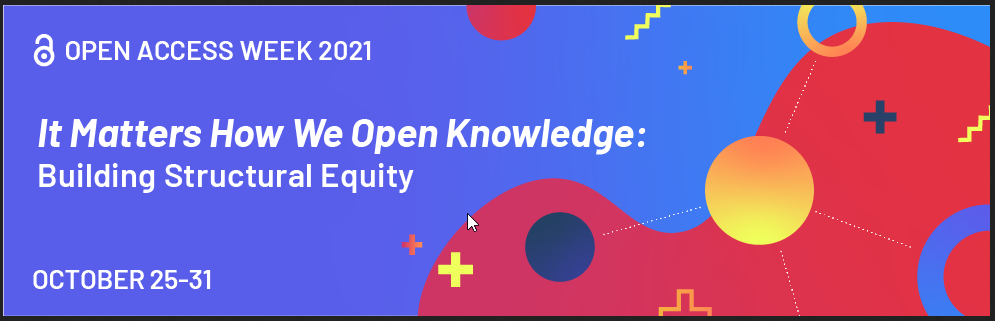 OPEN ACCESS WEEK 2021
It Matters How We Open Knowledge:
Building Structural Equity
OCTOBER 25-31